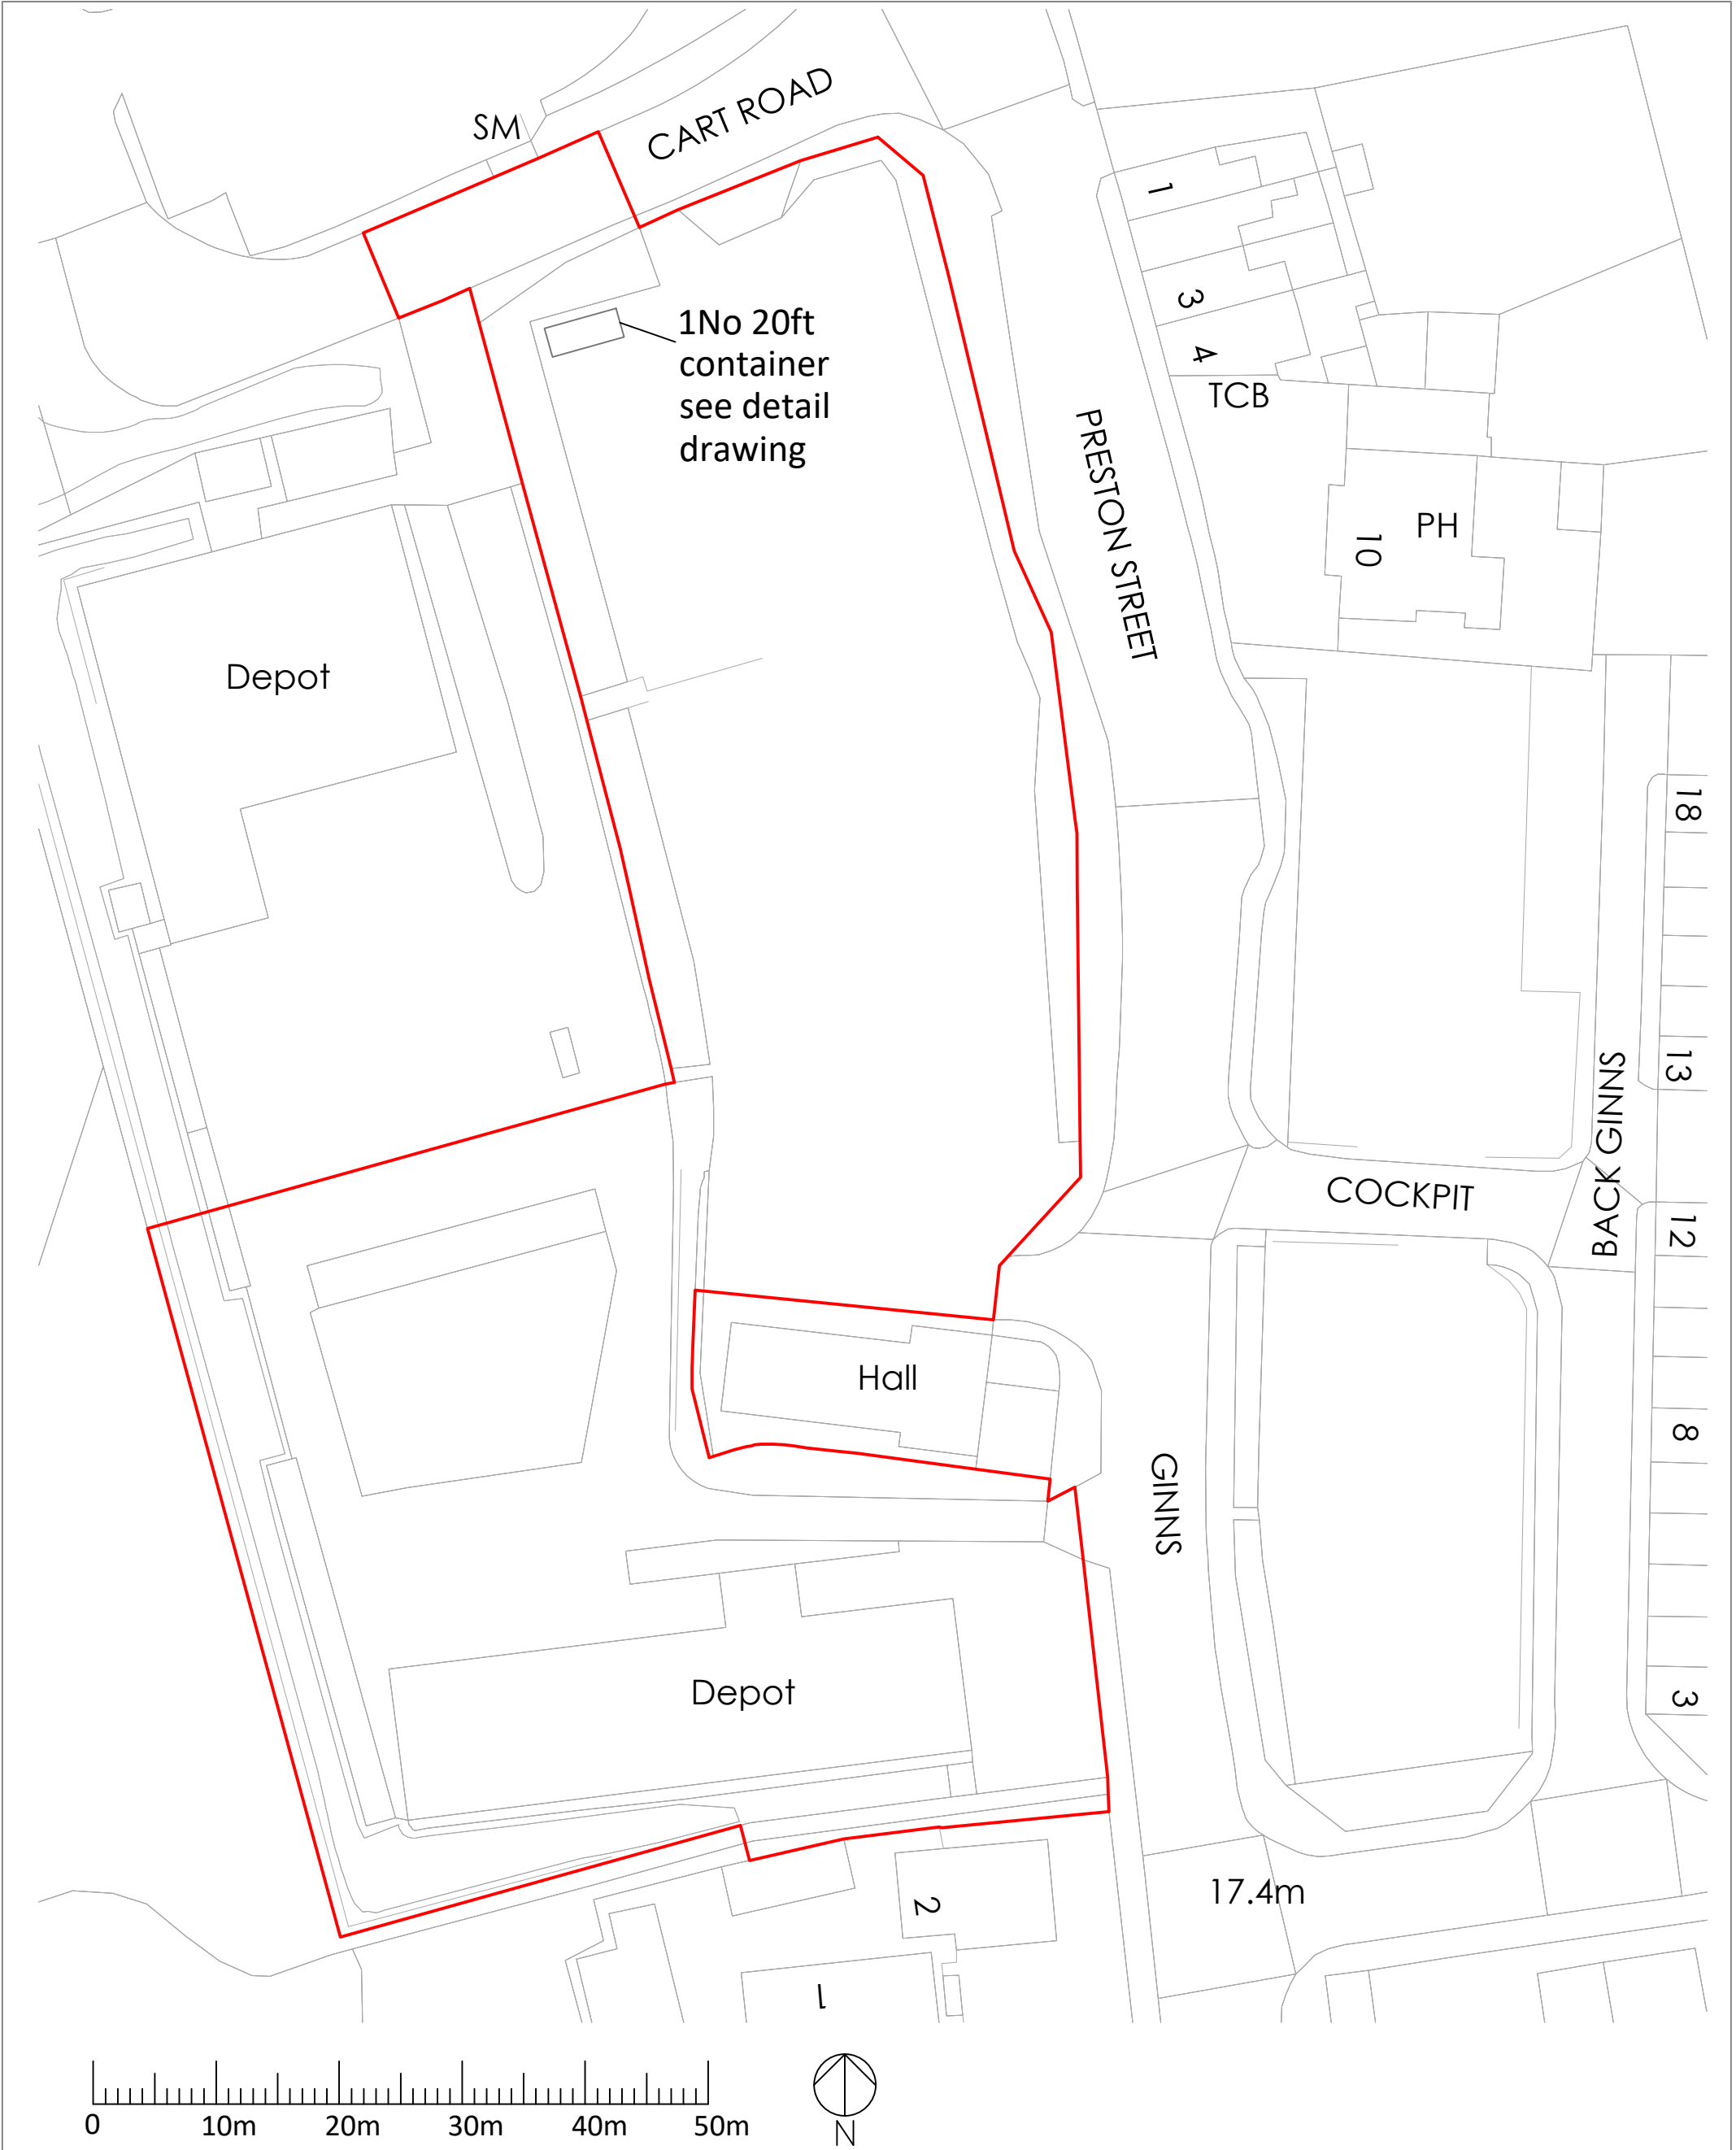 SM
CART ROAD
1
3
4
TCB
1No 20ft
container
see detail
drawing
PRESTON STREET
PH
10
Depot
18
13
BACK GINNS
COCKPIT
12
Hall
8
GINNS
Depot
3
17.4m
2
1
0 10m 20m 30m 40m 50m
N